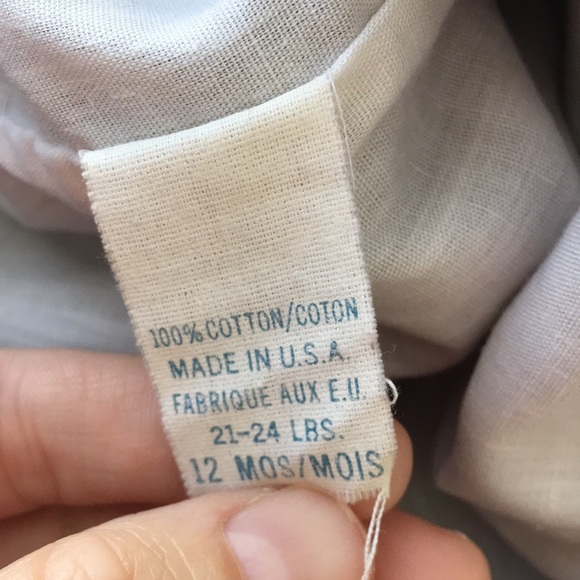 100% COTTON/COTON
MADE IN U.S.A.
FABRIQUE AUX E.U.
21-24 LBS.
12 MOS/MOIS